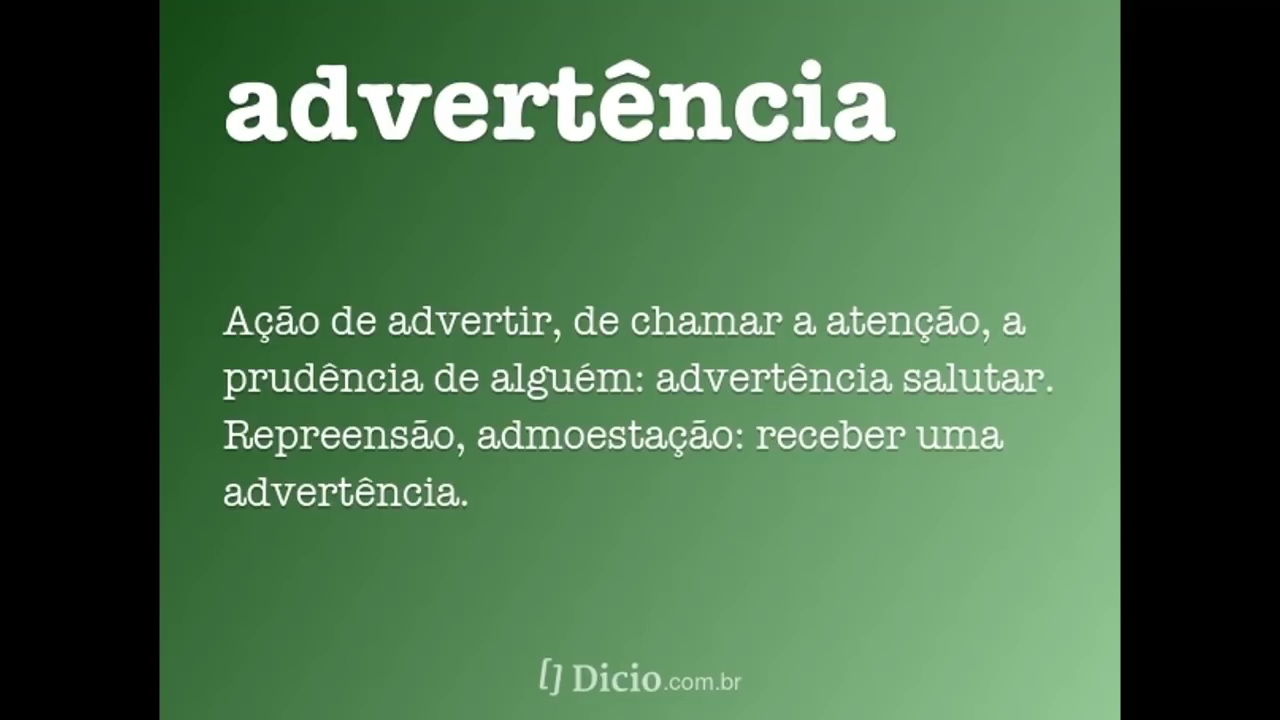 advertência
Ação de advertir, de chamar a atenção, a
prudência de alguém: advertência salutar.
Repreensão, admoestação: receber uma
advertência.
[] Dicio.com.br